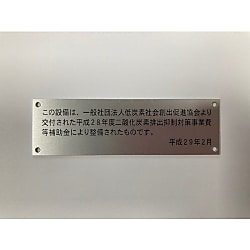 この設備は、一般社団法人低炭素社会創出促進協会より
交付された平成28年度二酸化炭素排出抑制対策事業費
等補助金により整備されたものです。
平成29年2月